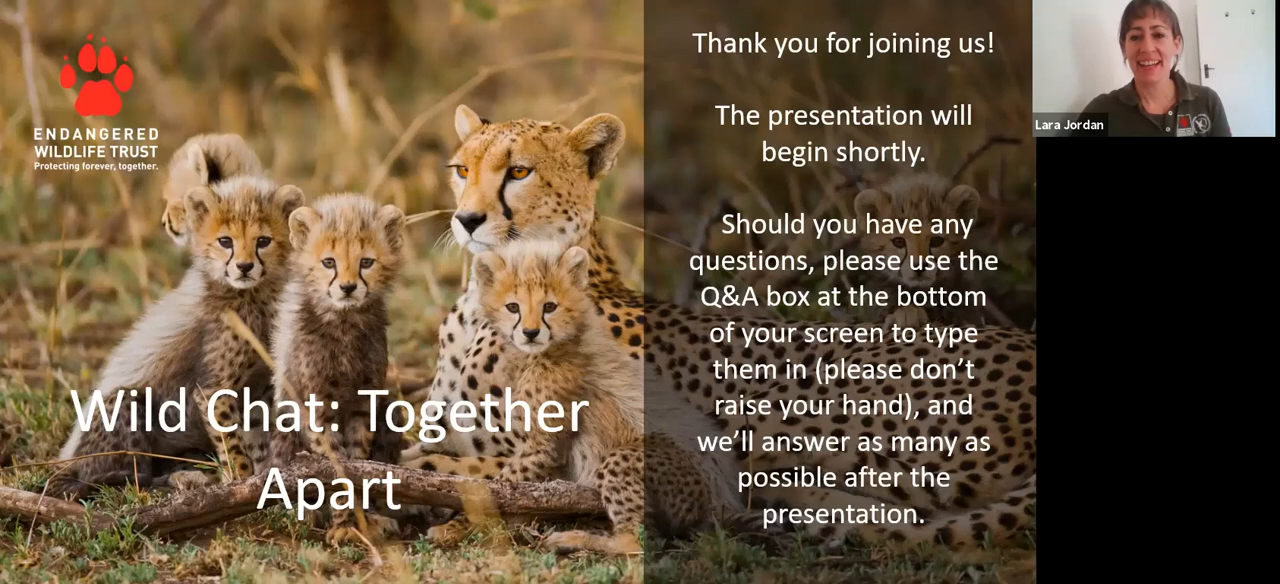 ENDANGERED
WILDLIFE TRUST
Protecting forever, together.
Wild Chat: Together
Apart
Thank you for joining us!
The presentation will
begin shortly.
Should you have any
questions, please use the
Q&A box at the bottom
of your screen to type
them in (please don’t
raise your hand), and
we’ll answer as many as
possible after the
presentation.
Lara Jordan